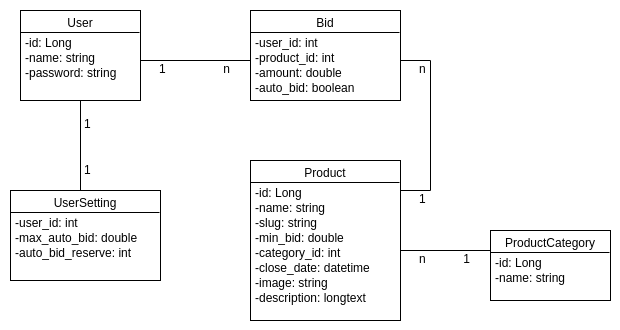 User
-id: Long
-name: string
-password: string
Bid
-user_id: int
-product_id: int
-amount: double
-auto_bid: boolean
1
n
n
1
1
UserSetting
-user_id: int
-max_auto_bid: double
-auto_bid_reserve: int
Product
-id: Long
-name: string
-slug: string
-min_bid: double
-category_id: int
-close_date: datetime
-image: string
-description: longtext
1
n
1
ProductCategory
-id: Long
-name: string